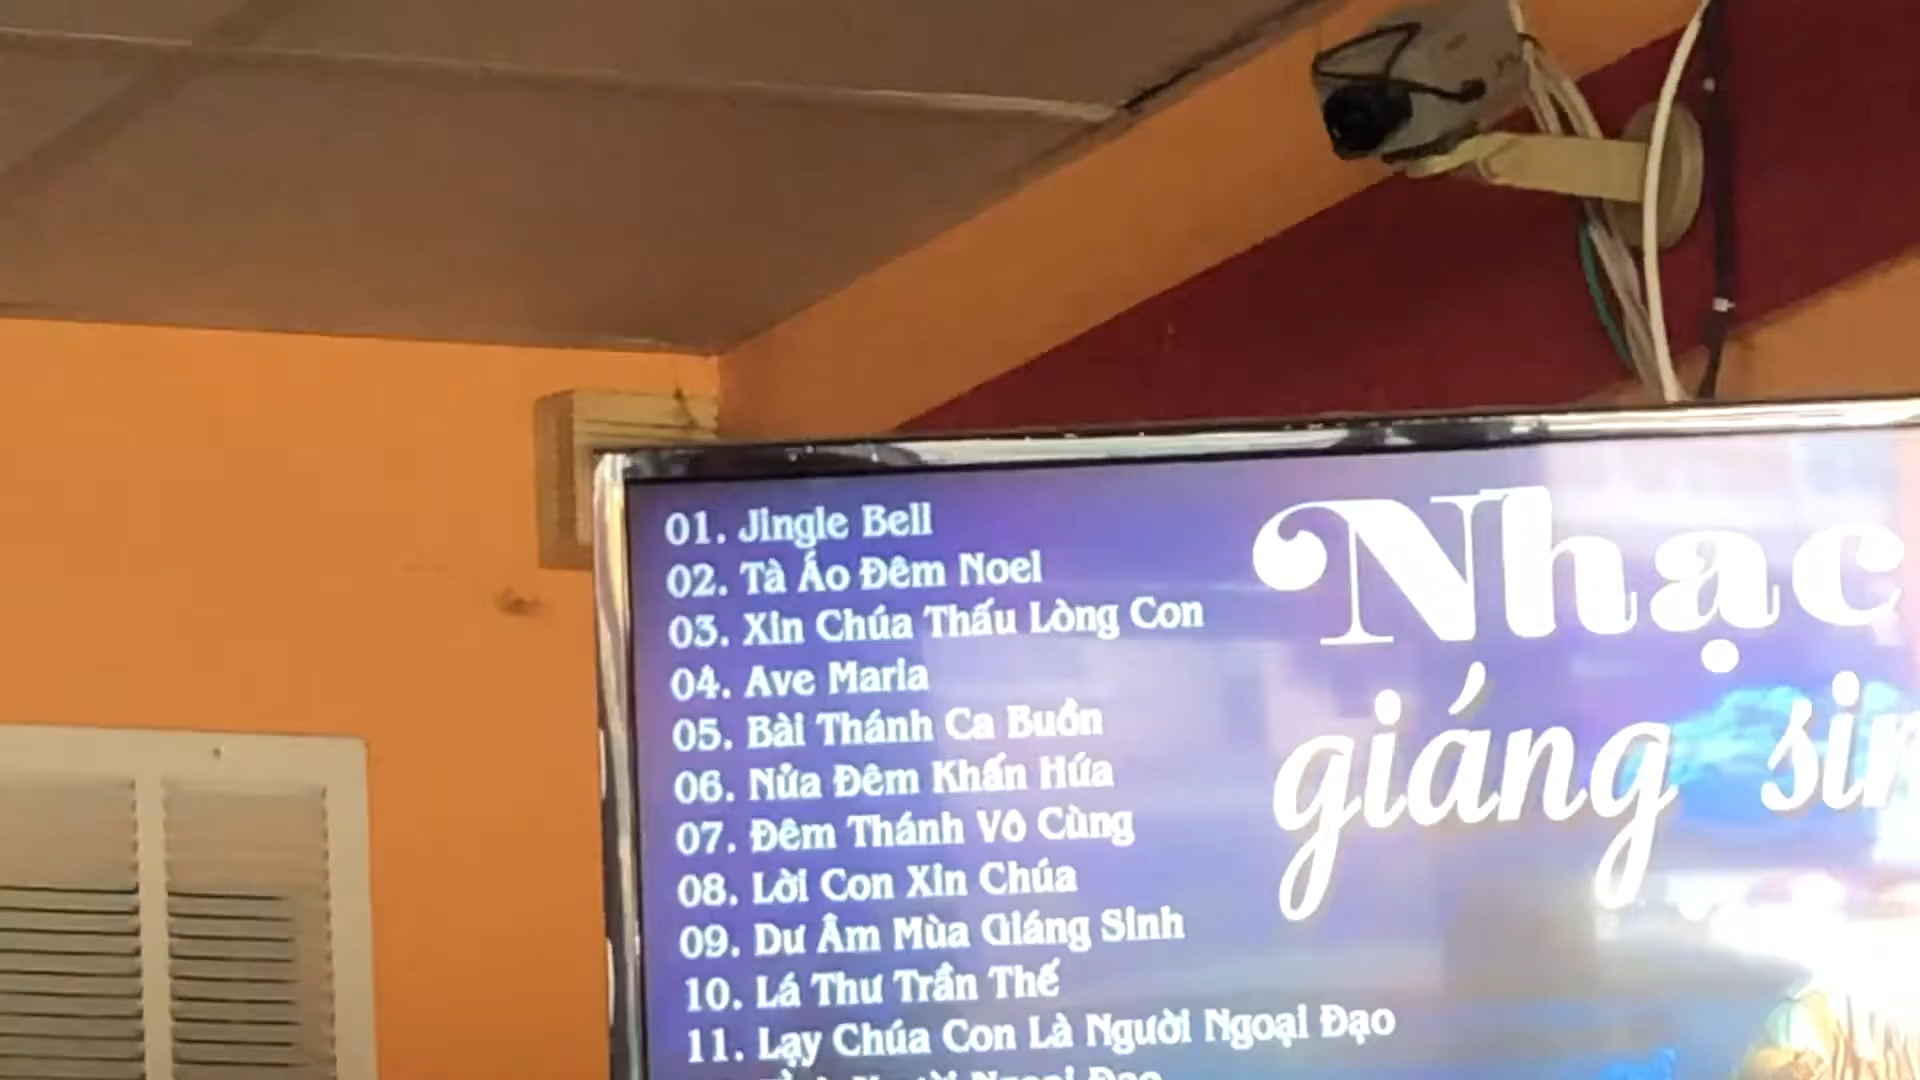 01. Jingle Bell
02. Tà Áo Đêm Noel
03. Xin Chúa Thấu Lòng Con
04. Ave Maria
05. Bài Thánh Ca Buồn
06. Nửa Đêm Khấn Hứa
07. Đêm Thánh Vô Cùng
08. Lời Con Xin Chúa
09. Dư Âm Mùa Giáng Sinh
10. Lá Thư Trần Thế
11. Lạy Chúa Con Là Người Ngoại Đạo
Người Ngoại Đạo
Nhạc
giáng